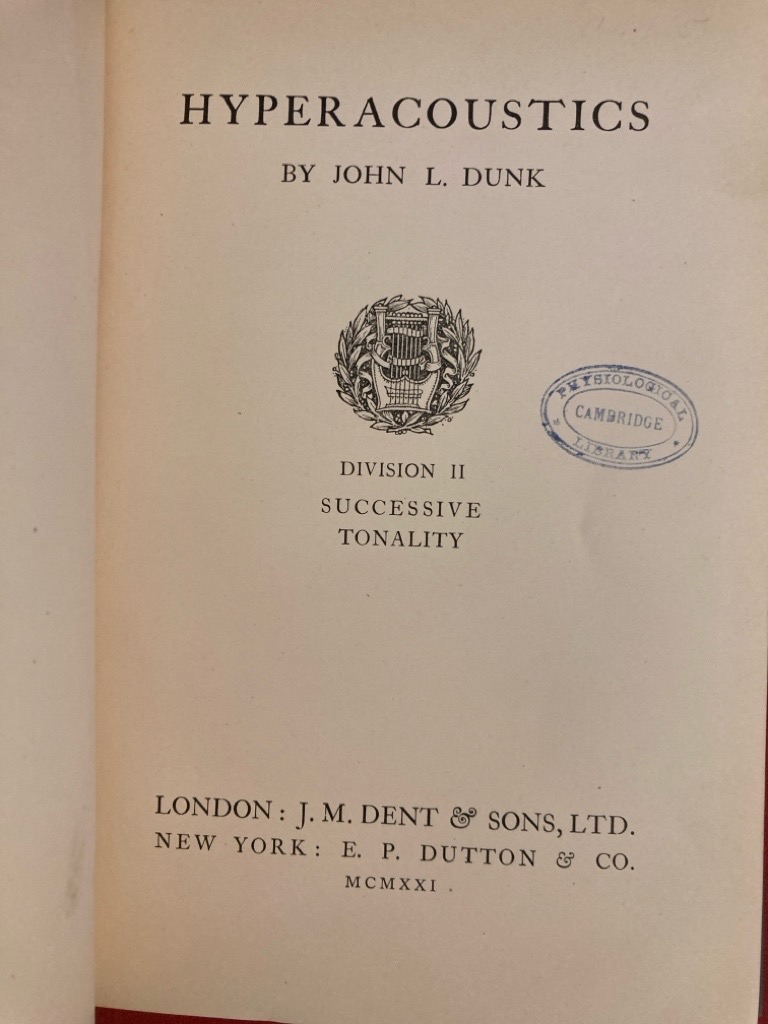 HYPERACOUSTICS
BY JOHN L. DUNK
PHYSIOLOGICAL
CAMBRIDGE
LIBRARY
DIVISION II
SUCCESSIVE
TONALITY
LONDON: J. M. DENT & SONS, LTD.
NEW YORK: E. P. DUTTON & CO.
MCMXXI.